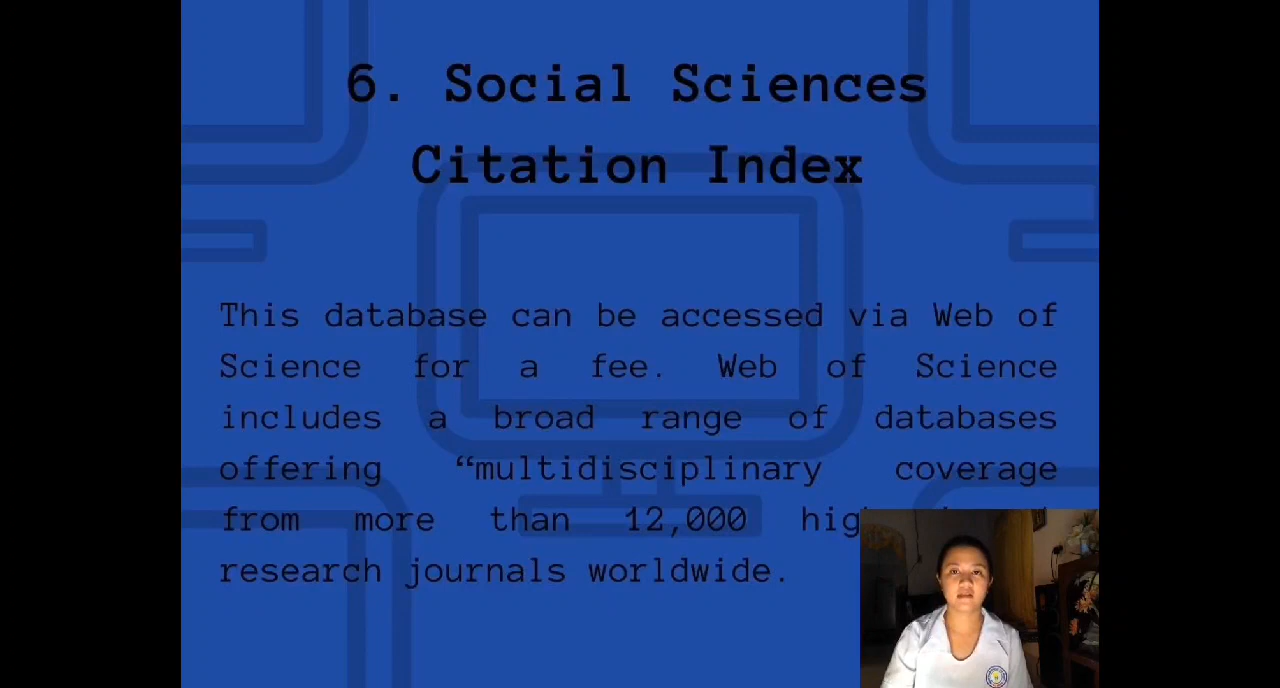 6. Social Sciences
Citation Index
This database can be accessed via Web of
Science for a fee. Web of Science
includes a broad range of databases
offering “multidisciplinary coverage
from more than 12,000
research journals worldwide.